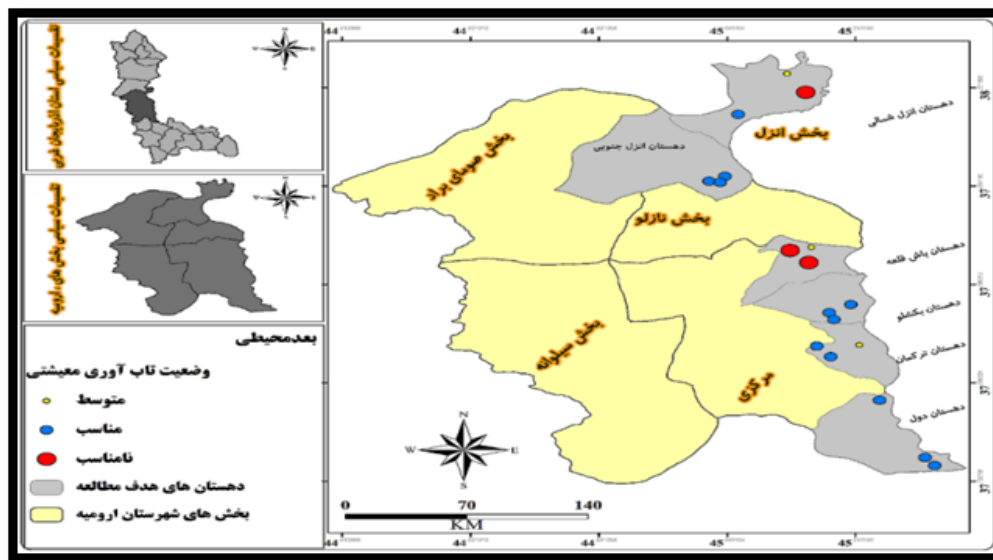 تقسیمات سیاسی استان آذربایجان غربی
تقسیمات سیاسی بخش های ارومیه
بعدمحیطی
وضعیت تاب آوری معیشتی
متوسط
مناسب
نامناسب
دهستان های هدف مطالعه
بخش های شهرستان ارومیه
بخش صومای براد
بخش انزل
دهستان انزل شمالی
دهستان انزل جنوبی
بخش نازلو
دهستان باش قلعه
دهستان بکشلو
دهستان ترکمان
دهستان دول
بخش سیلوانه
مرکزی
N
W
E
S
0 70 140
KM